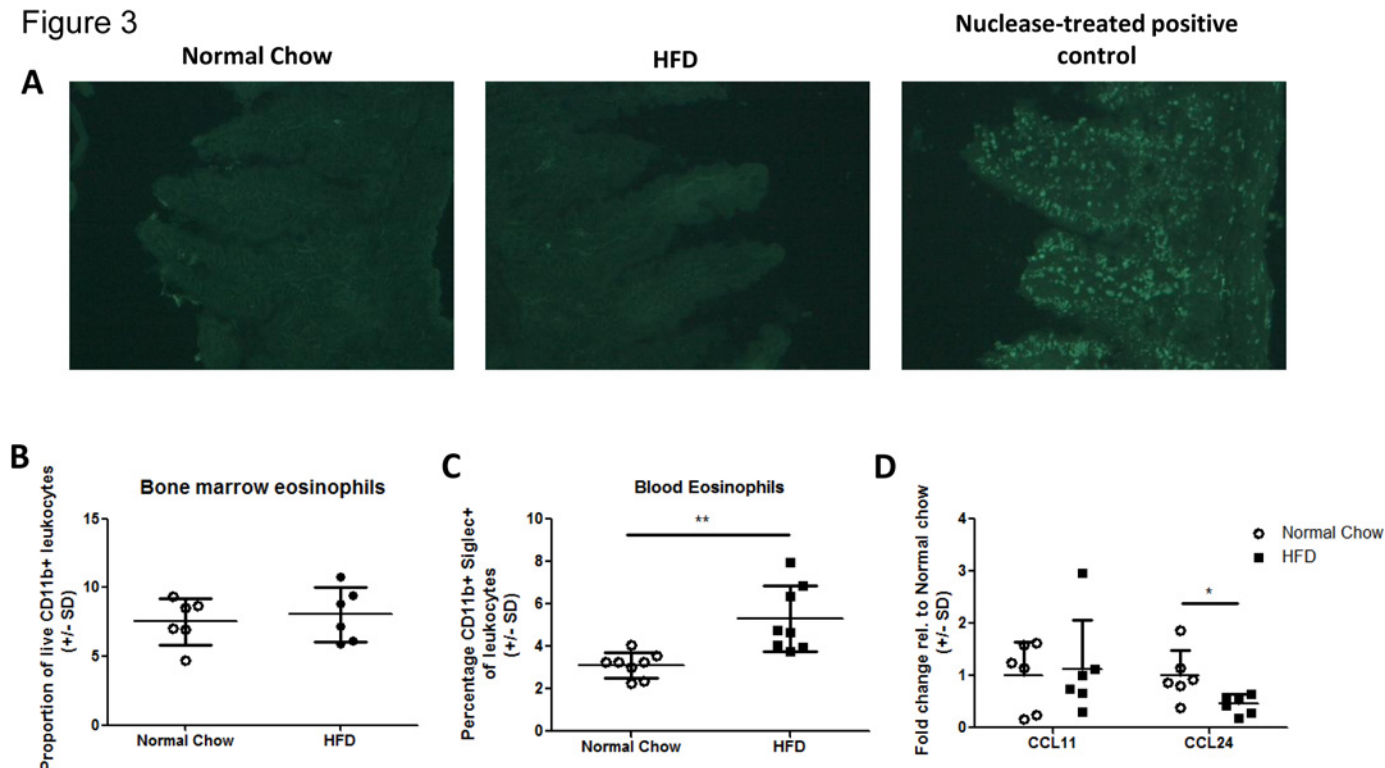 Figure 3
Normal Chow
HFD
Nuclease-treated positive
control
A
B
Bone marrow eosinophils
Proportion of live CD11b+ leukocytes
(+/- SD)
15
10
5
0
Normal Chow
HFD
C
Blood Eosinophils
Percentage CD11b+ Siglec+
of leukocytes
(+/- SD)
10
8
6
4
2
0
**
Normal Chow
HFD
D
Fold change rel. to Normal chow
(+/- SD)
4
3
2
1
0
*
CCL11
CCL24
Normal Chow
HFD